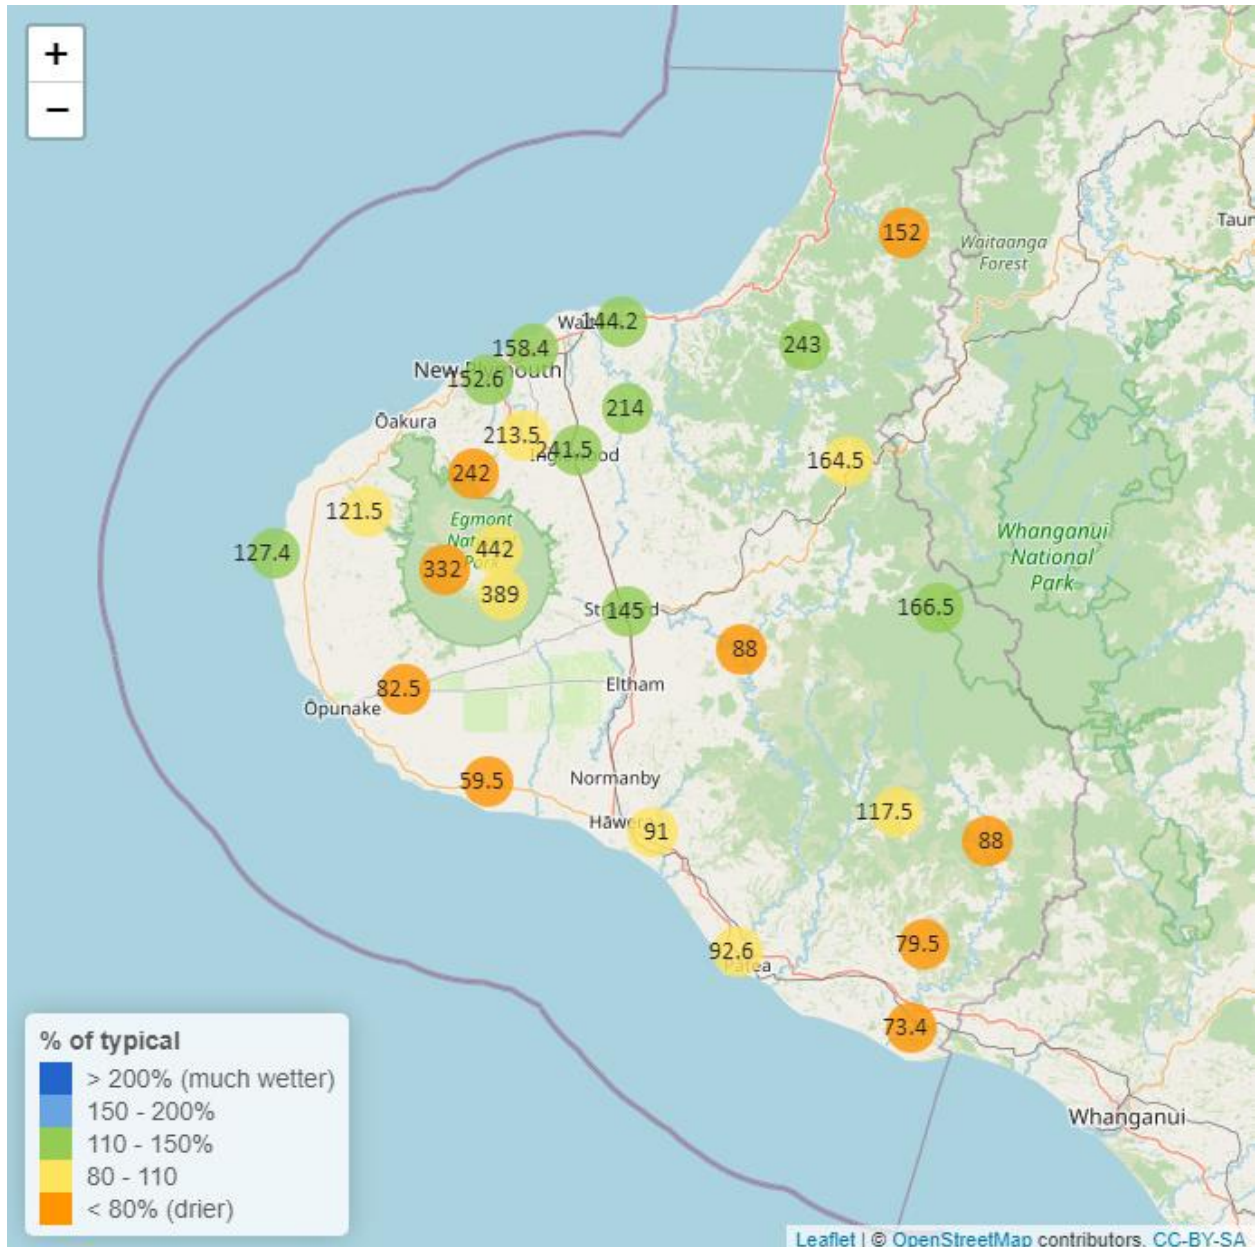 +
−
Taur
152
Waitaanga
Forest
144.2
158.4
243
New Plymouth
152.6
214
Ōakura
213.5
241.5
242
164.5
121.5
Egmont
127.4
442
332
389
Whanganui
National
Park
145
166.5
88
82.5
Eltham
Ōpunake
59.5
Normanby
117.5
91
88
79.5
92.6
Patea
73.4
Whanganui
% of typical
> 200% (much wetter)
150 - 200%
110 - 150%
80 - 110
< 80% (drier)
Leaflet | © OpenStreetMap contributors, CC-BY-SA